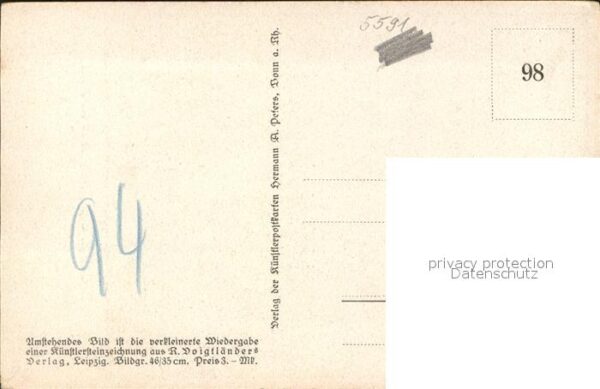 5591
98
94
Verlag der Künstlerpostkarten Hermann A. Peters, Bonn a. Rh.
privacy protection
Datenschutz
Umstehendes Bild ist die verkleinerte Wiedergabe
einer Künstlersteinzeichnung aus R. Voigtländers
Verlag, Leipzig. Bildgr. 46/35 cm. Preis 3.– Mk.